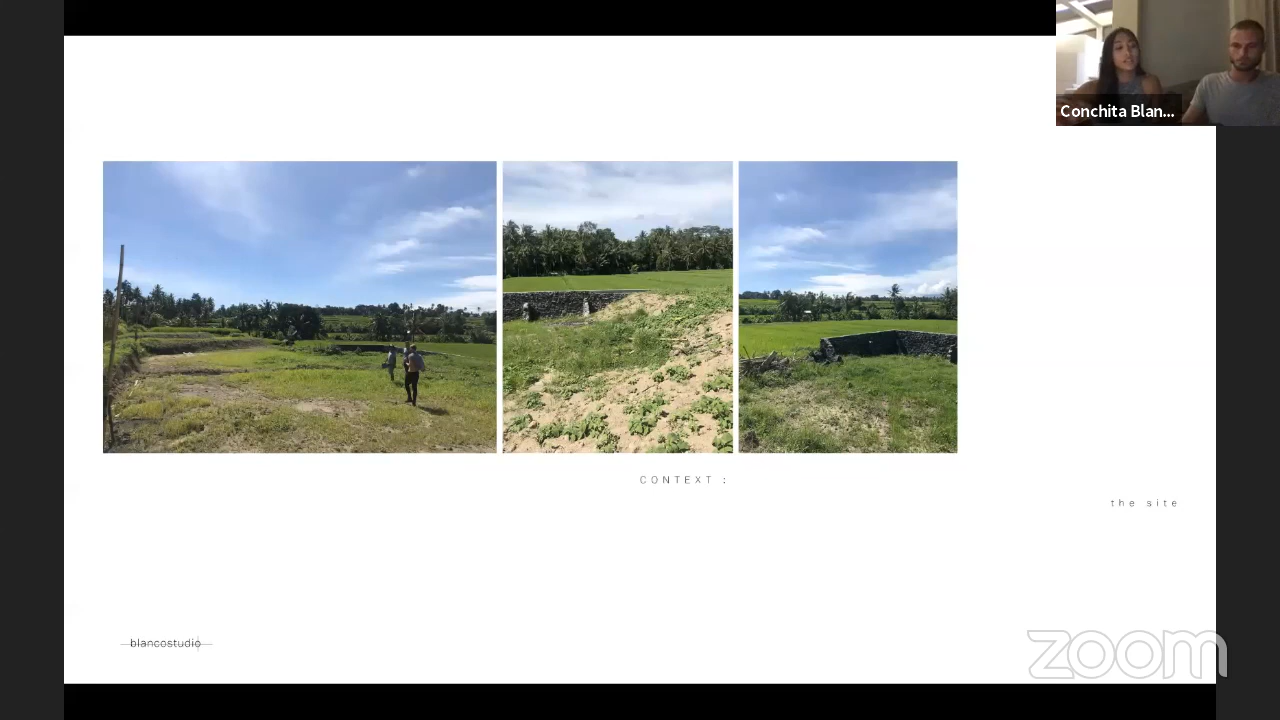 Conchita Blan...
CONTEXT :
the site
blancostudio
zoom